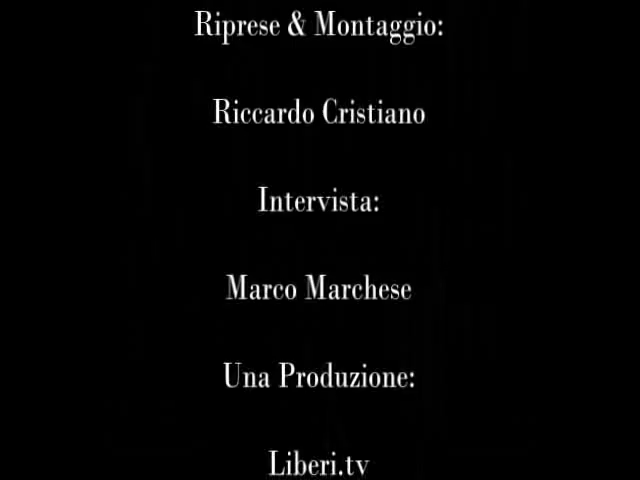 Riprese & Montaggio:
Riccardo Cristiano
Intervista:
Marco Marchese
Una Produzione:
Liberi.tv